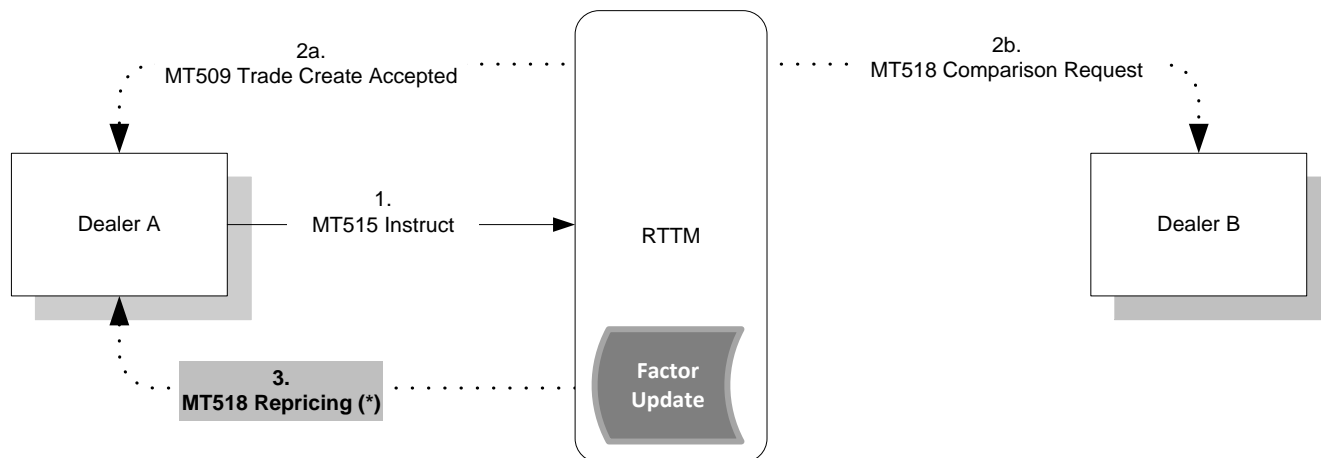 2a.
MT509 Trade Create Accepted
2b.
MT518 Comparison Request
Dealer A
1.
MT515 Instruct
RTTM
Dealer B
3.
MT518 Repricing (*)
Factor
Update